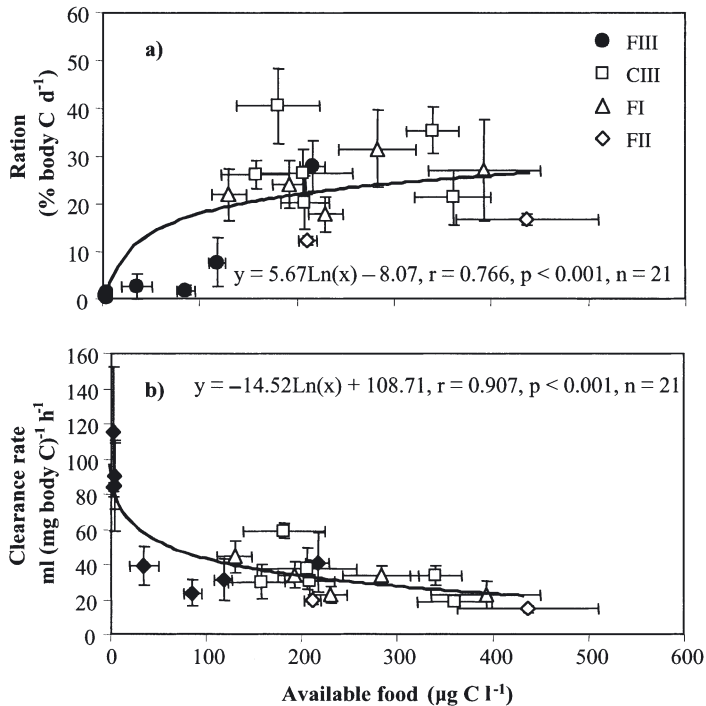 60
50
40
30
20
10
0
Ration
(% body C d⁻¹)
a)
FIII
CIII
FI
FII
y = 5.67Ln(x) – 8.07, r = 0.766, p < 0.001, n = 21
160
140
120
100
80
60
40
20
0
Clearance rate
ml (mg body C)⁻¹ h⁻¹
b)
y = –14.52Ln(x) + 108.71, r = 0.907, p < 0.001, n = 21
0 100 200 300 400 500 600
Available food (µg C l⁻¹)